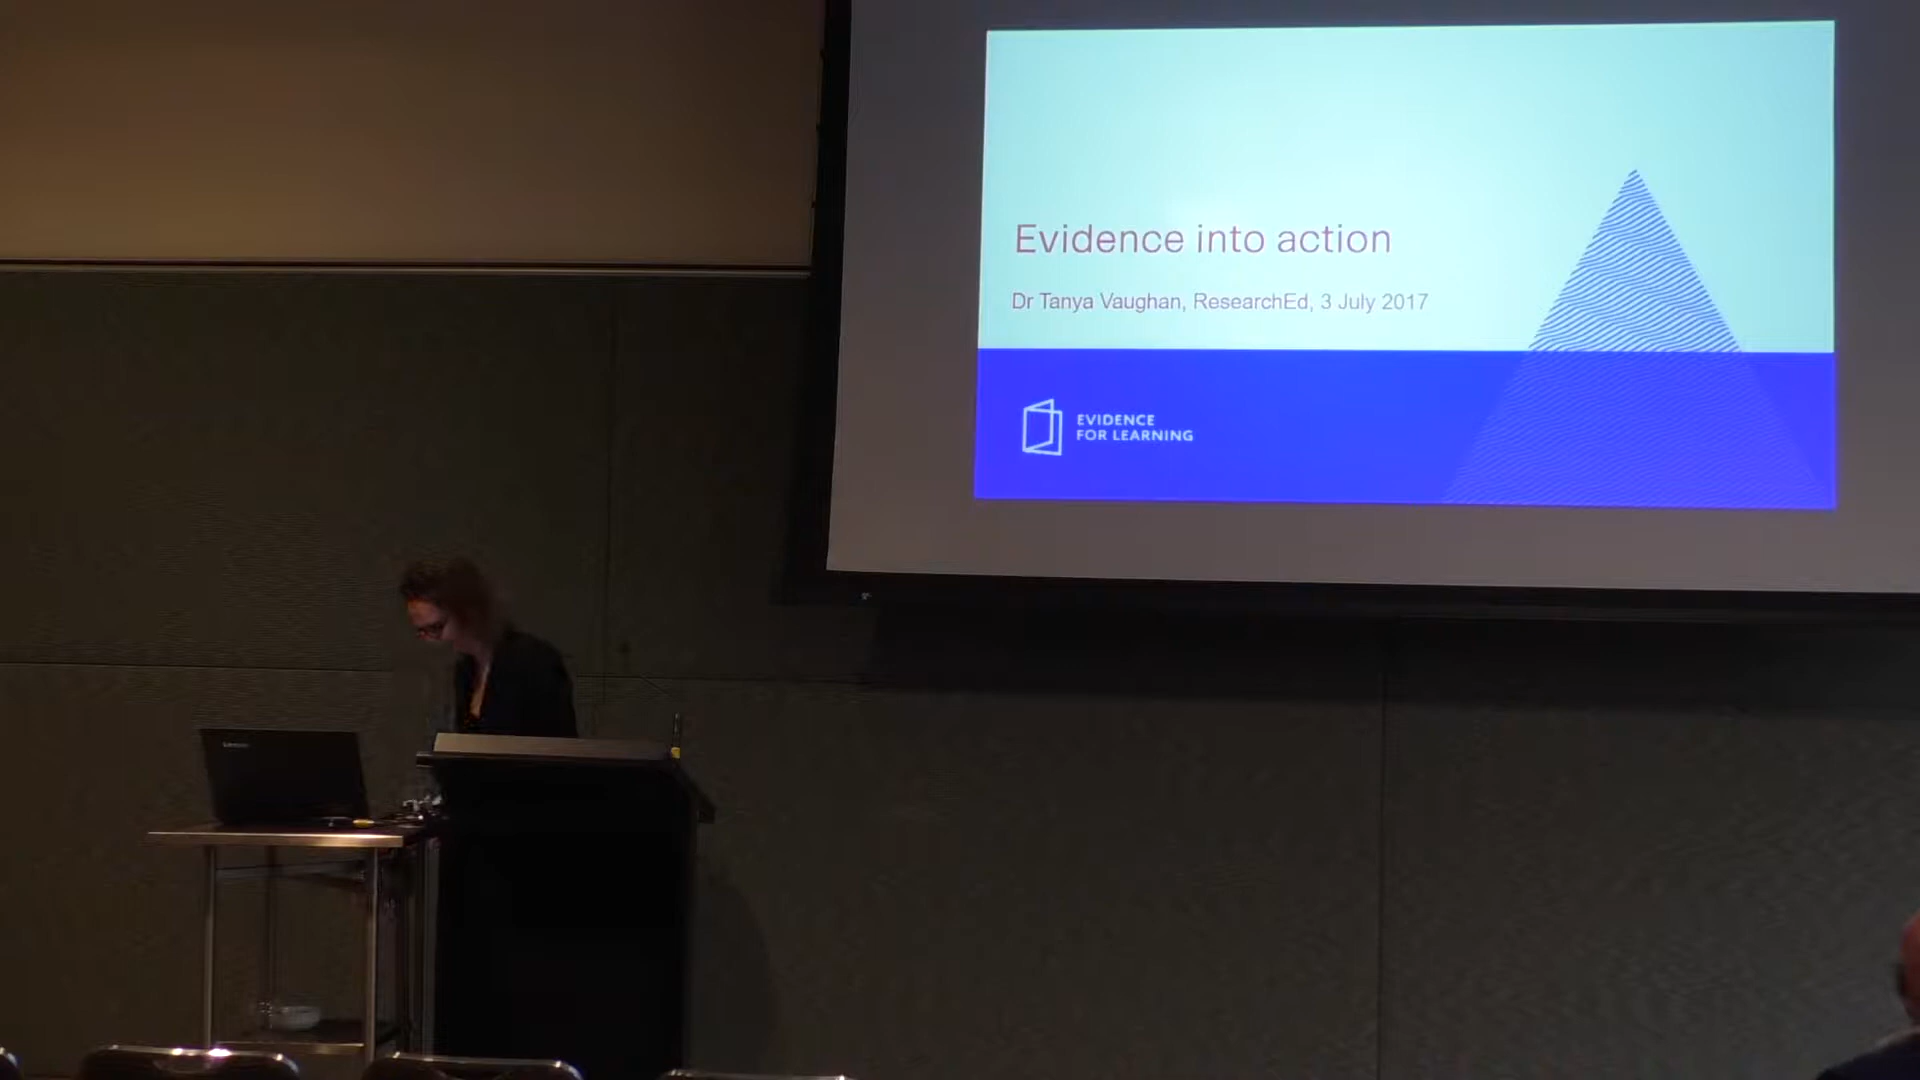 Evidence into action
Dr Tanya Vaughan, ResearchEd, 3 July 2017
EVIDENCE
FOR LEARNING